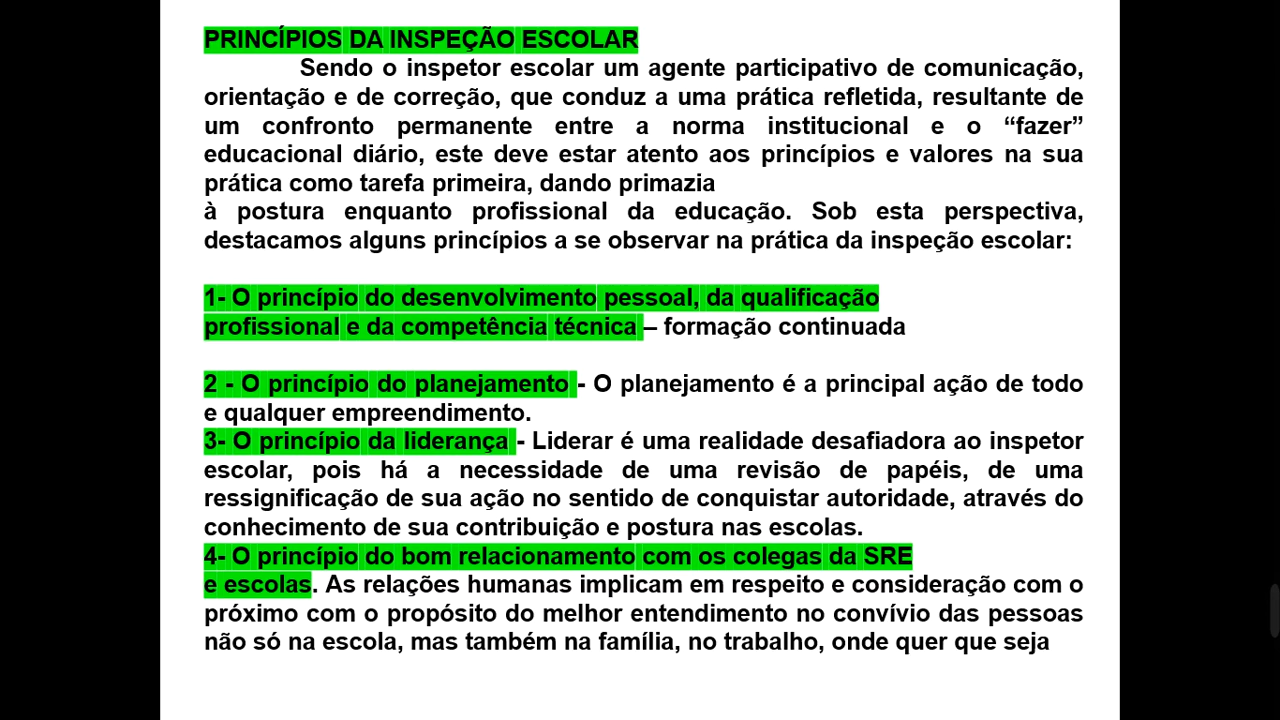 PRINCÍPIOS DA INSPEÇÃO ESCOLAR
Sendo o inspetor escolar um agente participativo de comunicação,
orientação e de correção, que conduz a uma prática refletida, resultante de
um confronto permanente entre a norma institucional e o “fazer”
educacional diário, este deve estar atento aos princípios e valores na sua
prática como tarefa primeira, dando primazia
à postura enquanto profissional da educação. Sob esta perspectiva,
destacamos alguns princípios a se observar na prática da inspeção escolar:
1- O princípio do desenvolvimento pessoal, da qualificação
profissional e da competência técnica – formação continuada
2 - O princípio do planejamento - O planejamento é a principal ação de todo
e qualquer empreendimento.
3- O princípio da liderança - Liderar é uma realidade desafiadora ao inspetor
escolar, pois há a necessidade de uma revisão de papéis, de uma
ressignificação de sua ação no sentido de conquistar autoridade, através do
conhecimento de sua contribuição e postura nas escolas.
4- O princípio do bom relacionamento com os colegas da SRE
e escolas. As relações humanas implicam em respeito e consideração com o
próximo com o propósito do melhor entendimento no convívio das pessoas
não só na escola, mas também na família, no trabalho, onde quer que seja